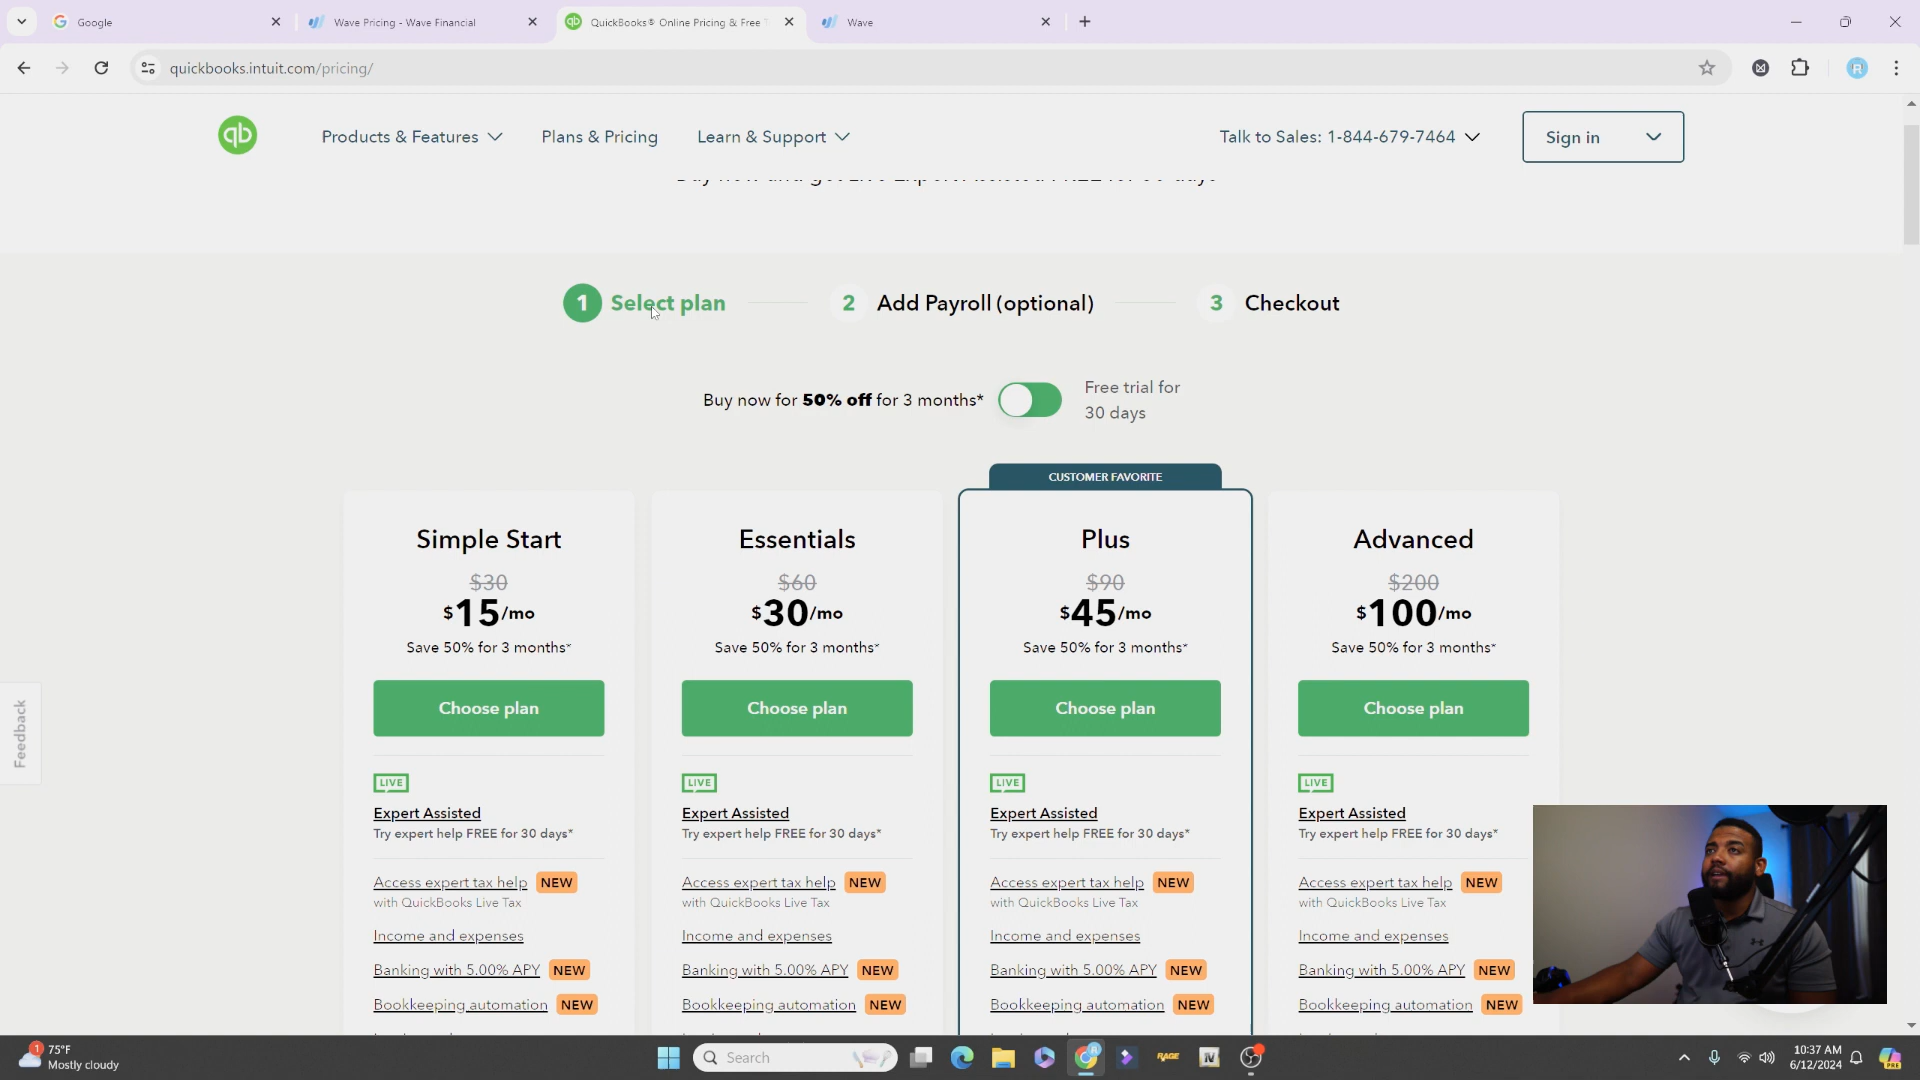 Google
Wave Pricing - Wave Financial
QuickBooks® Online Pricing & Free
Wave
quickbooks.intuit.com/pricing/
R
qb
Products & Features
Plans & Pricing
Learn & Support
Talk to Sales: 1-844-679-7464
Sign in
1 Select plan
2 Add Payroll (optional)
3 Checkout
Buy now for 50% off for 3 months*
Free trial for
30 days
CUSTOMER FAVORITE
Simple Start
$30
$15/mo
Save 50% for 3 months*
Choose plan
LIVE
Expert Assisted
Try expert help FREE for 30 days*
Access expert tax help NEW
with QuickBooks Live Tax
Income and expenses
Banking with 5.00% APY NEW
Bookkeeping automation NEW
Essentials
$60
$30/mo
Save 50% for 3 months*
Choose plan
LIVE
Expert Assisted
Try expert help FREE for 30 days*
Access expert tax help NEW
with QuickBooks Live Tax
Income and expenses
Banking with 5.00% APY NEW
Bookkeeping automation NEW
Plus
$90
$45/mo
Save 50% for 3 months*
Choose plan
LIVE
Expert Assisted
Try expert help FREE for 30 days*
Access expert tax help NEW
with QuickBooks Live Tax
Income and expenses
Banking with 5.00% APY NEW
Bookkeeping automation NEW
Advanced
$200
$100/mo
Save 50% for 3 months*
Choose plan
LIVE
Expert Assisted
Try expert help FREE for 30 days*
Access expert tax help NEW
with QuickBooks Live Tax
Income and expenses
Banking with 5.00% APY NEW
Bookkeeping automation NEW
Feedback
1
75°F
Mostly cloudy
Search
RAGE
10:37 AM
6/12/2024
PRE